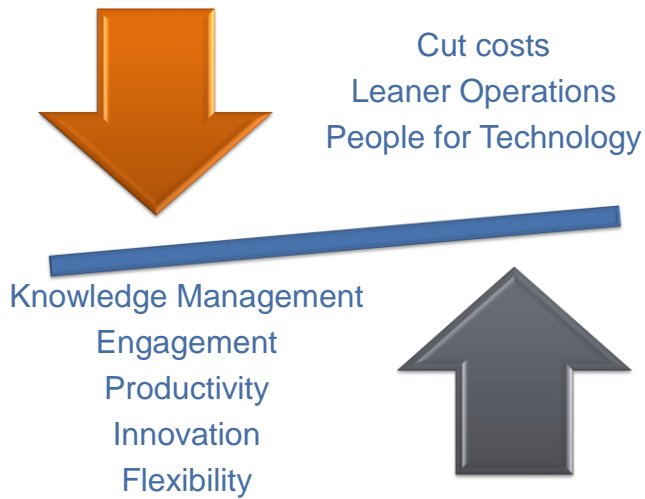 Cut costs
Leaner Operations
People for Technology
Knowledge Management
Engagement
Productivity
Innovation
Flexibility